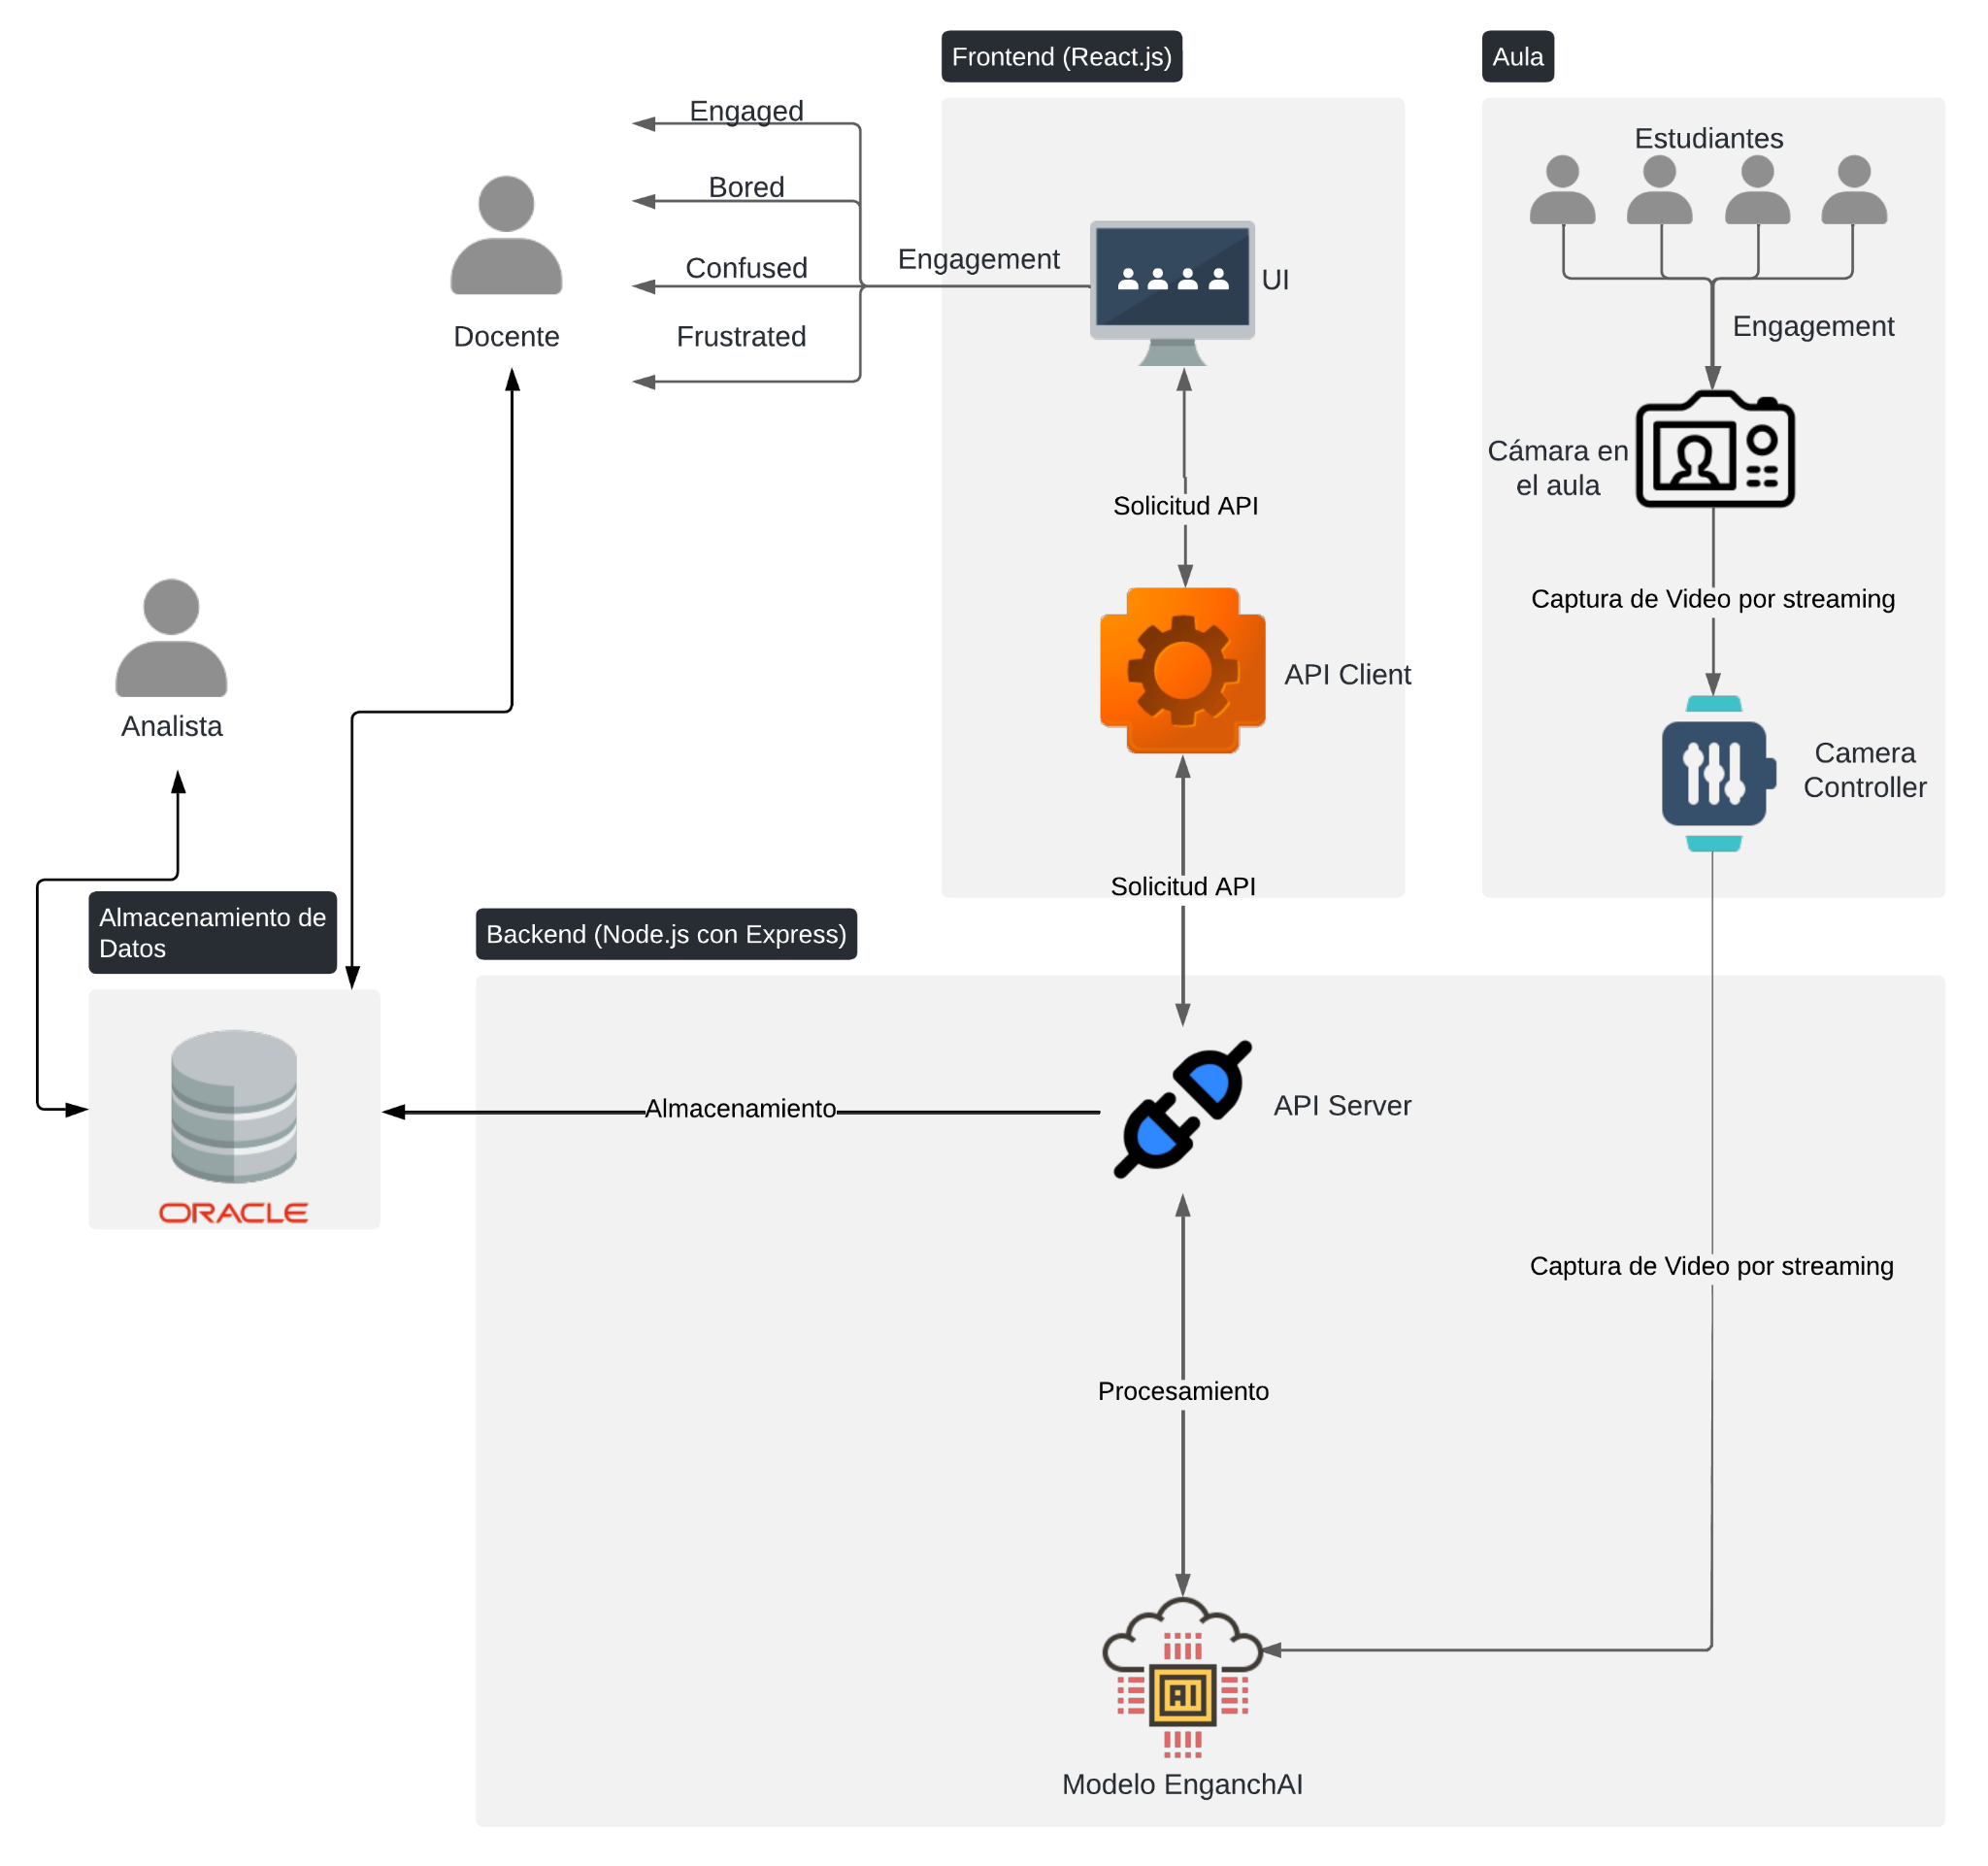 Frontend (React.js)
Aula
Engaged
Bored
Confused
Frustrated
Engagement
Docente
UI
Estudiantes
Engagement
Cámara en
el aula
Solicitud API
Captura de Video por streaming
API Client
Camera
Controller
Analista
Solicitud API
Almacenamiento de
Datos
Backend (Node.js con Express)
Almacenamiento
API Server
ORACLE
Captura de Video por streaming
Procesamiento
AI
Modelo EnganchAI